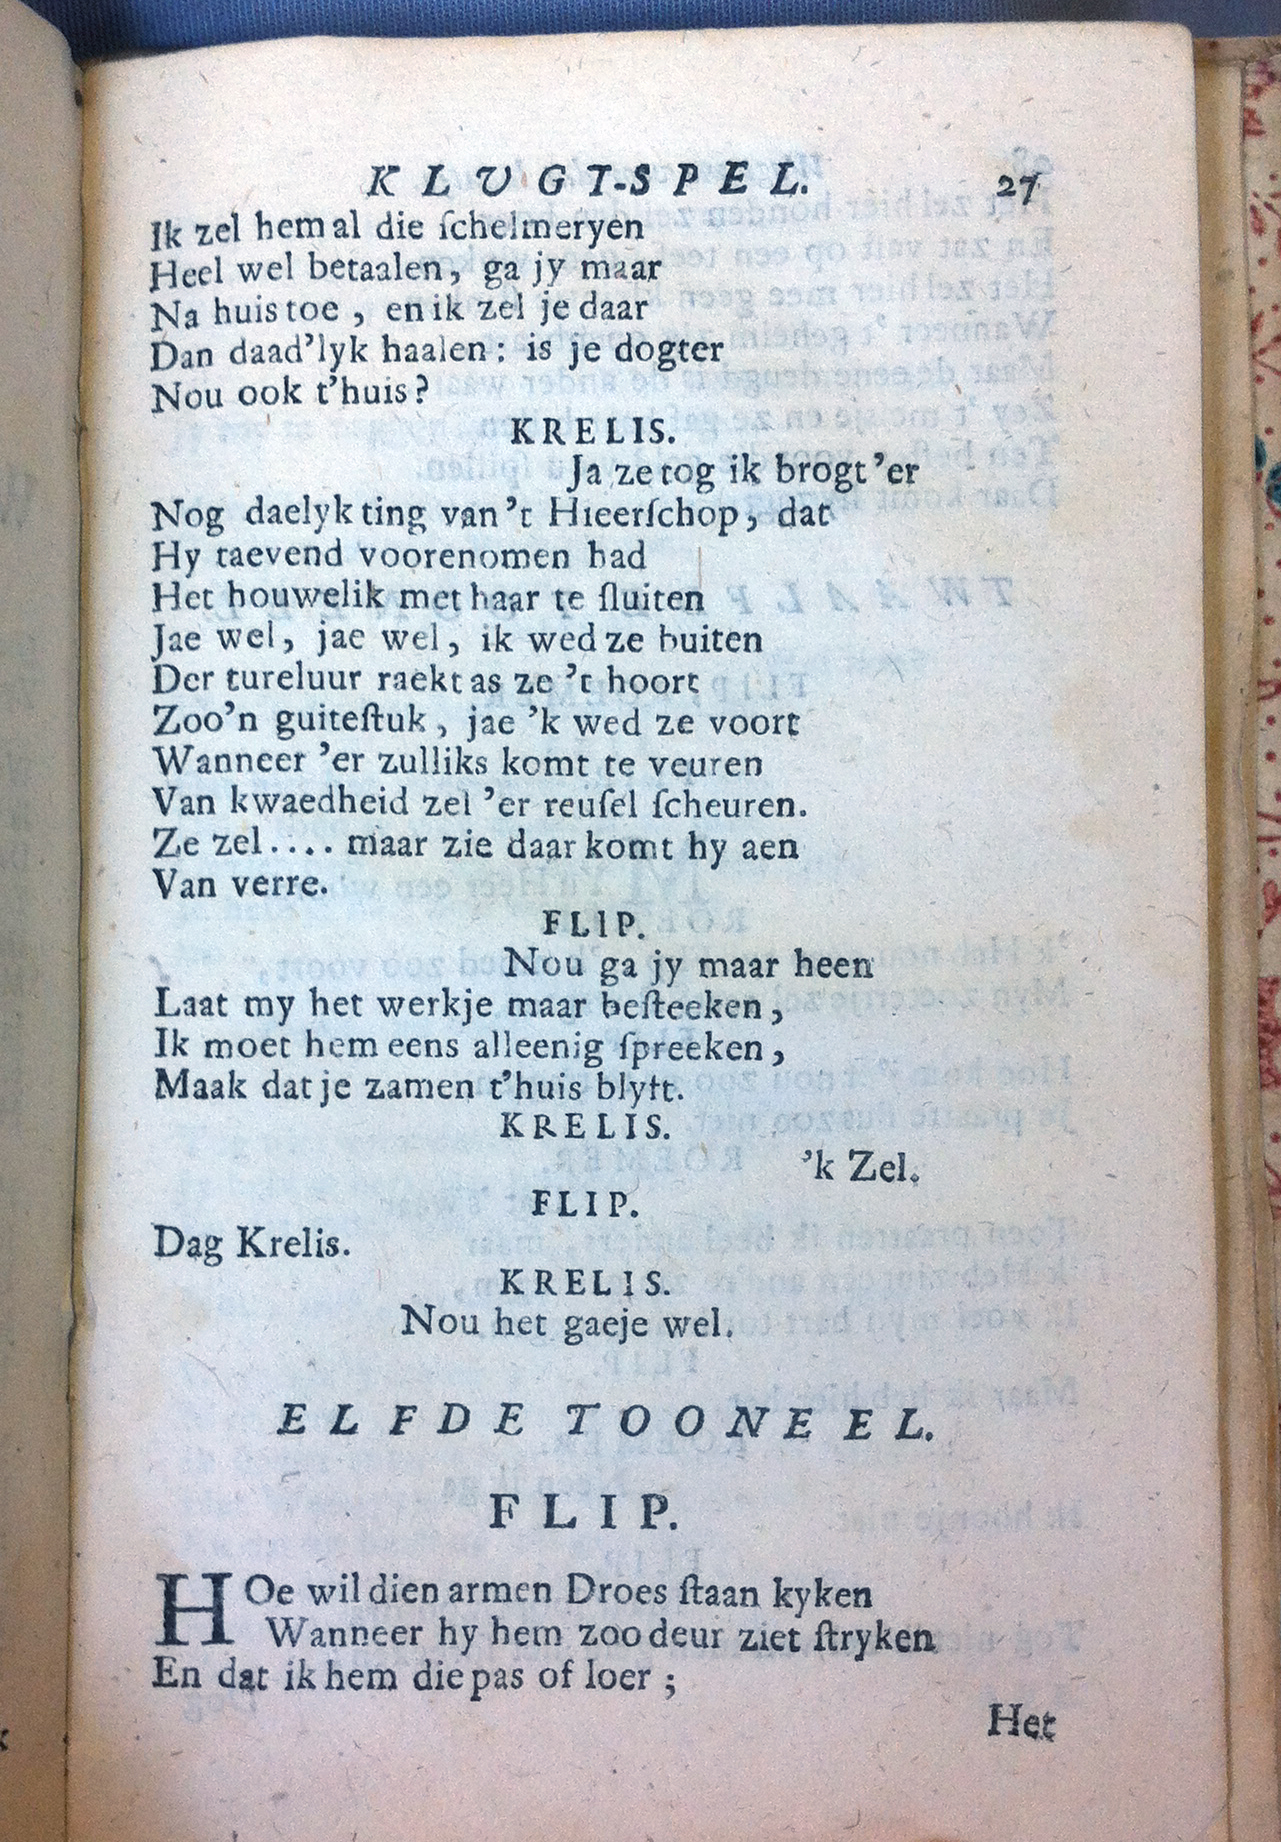 KLUGT-SPEL. 27
Ik zel hem al die ſchelmeryen
Heel wel betaalen, ga jy maar
Na huis toe, en ik zel je daar
Dan daad'lyk haalen: is je dogter
Nou ook t'huis?
KRELIS.
Ja ze tog ik brogt 'er
Nog daelyk ting van 't Hieerſchop, dat
Hy taevend voorenomen had
Het houwelik met haar te ſluiten
Jae wel, jae wel, ik wed ze buiten
Der tureluur raekt as ze 't hoort
Zoo'n guiteſtuk, jae 'k wed ze voort
Wanneer 'er zulliks komt te veuren
Van kwaedheid zel 'er reuſel ſcheuren.
Ze zel.... maar zie daar komt hy aen
Van verre.
FLIP.
Nou ga jy maar heen
Laat my het werkje maar beſteeken,
Ik moet hem eens alleenig ſpreeken,
Maak dat je zamen t'huis blyft.
KRELIS.
'k Zel.
FLIP.
Dag Krelis.
KRELIS.
Nou het gaeje wel.
ELFDE TOONEEL.
FLIP.
HOe wil dien armen Droes ſtaan kyken
Wanneer hy hem zoo deur ziet ſtryken
En dat ik hem die pas of loer;
Het